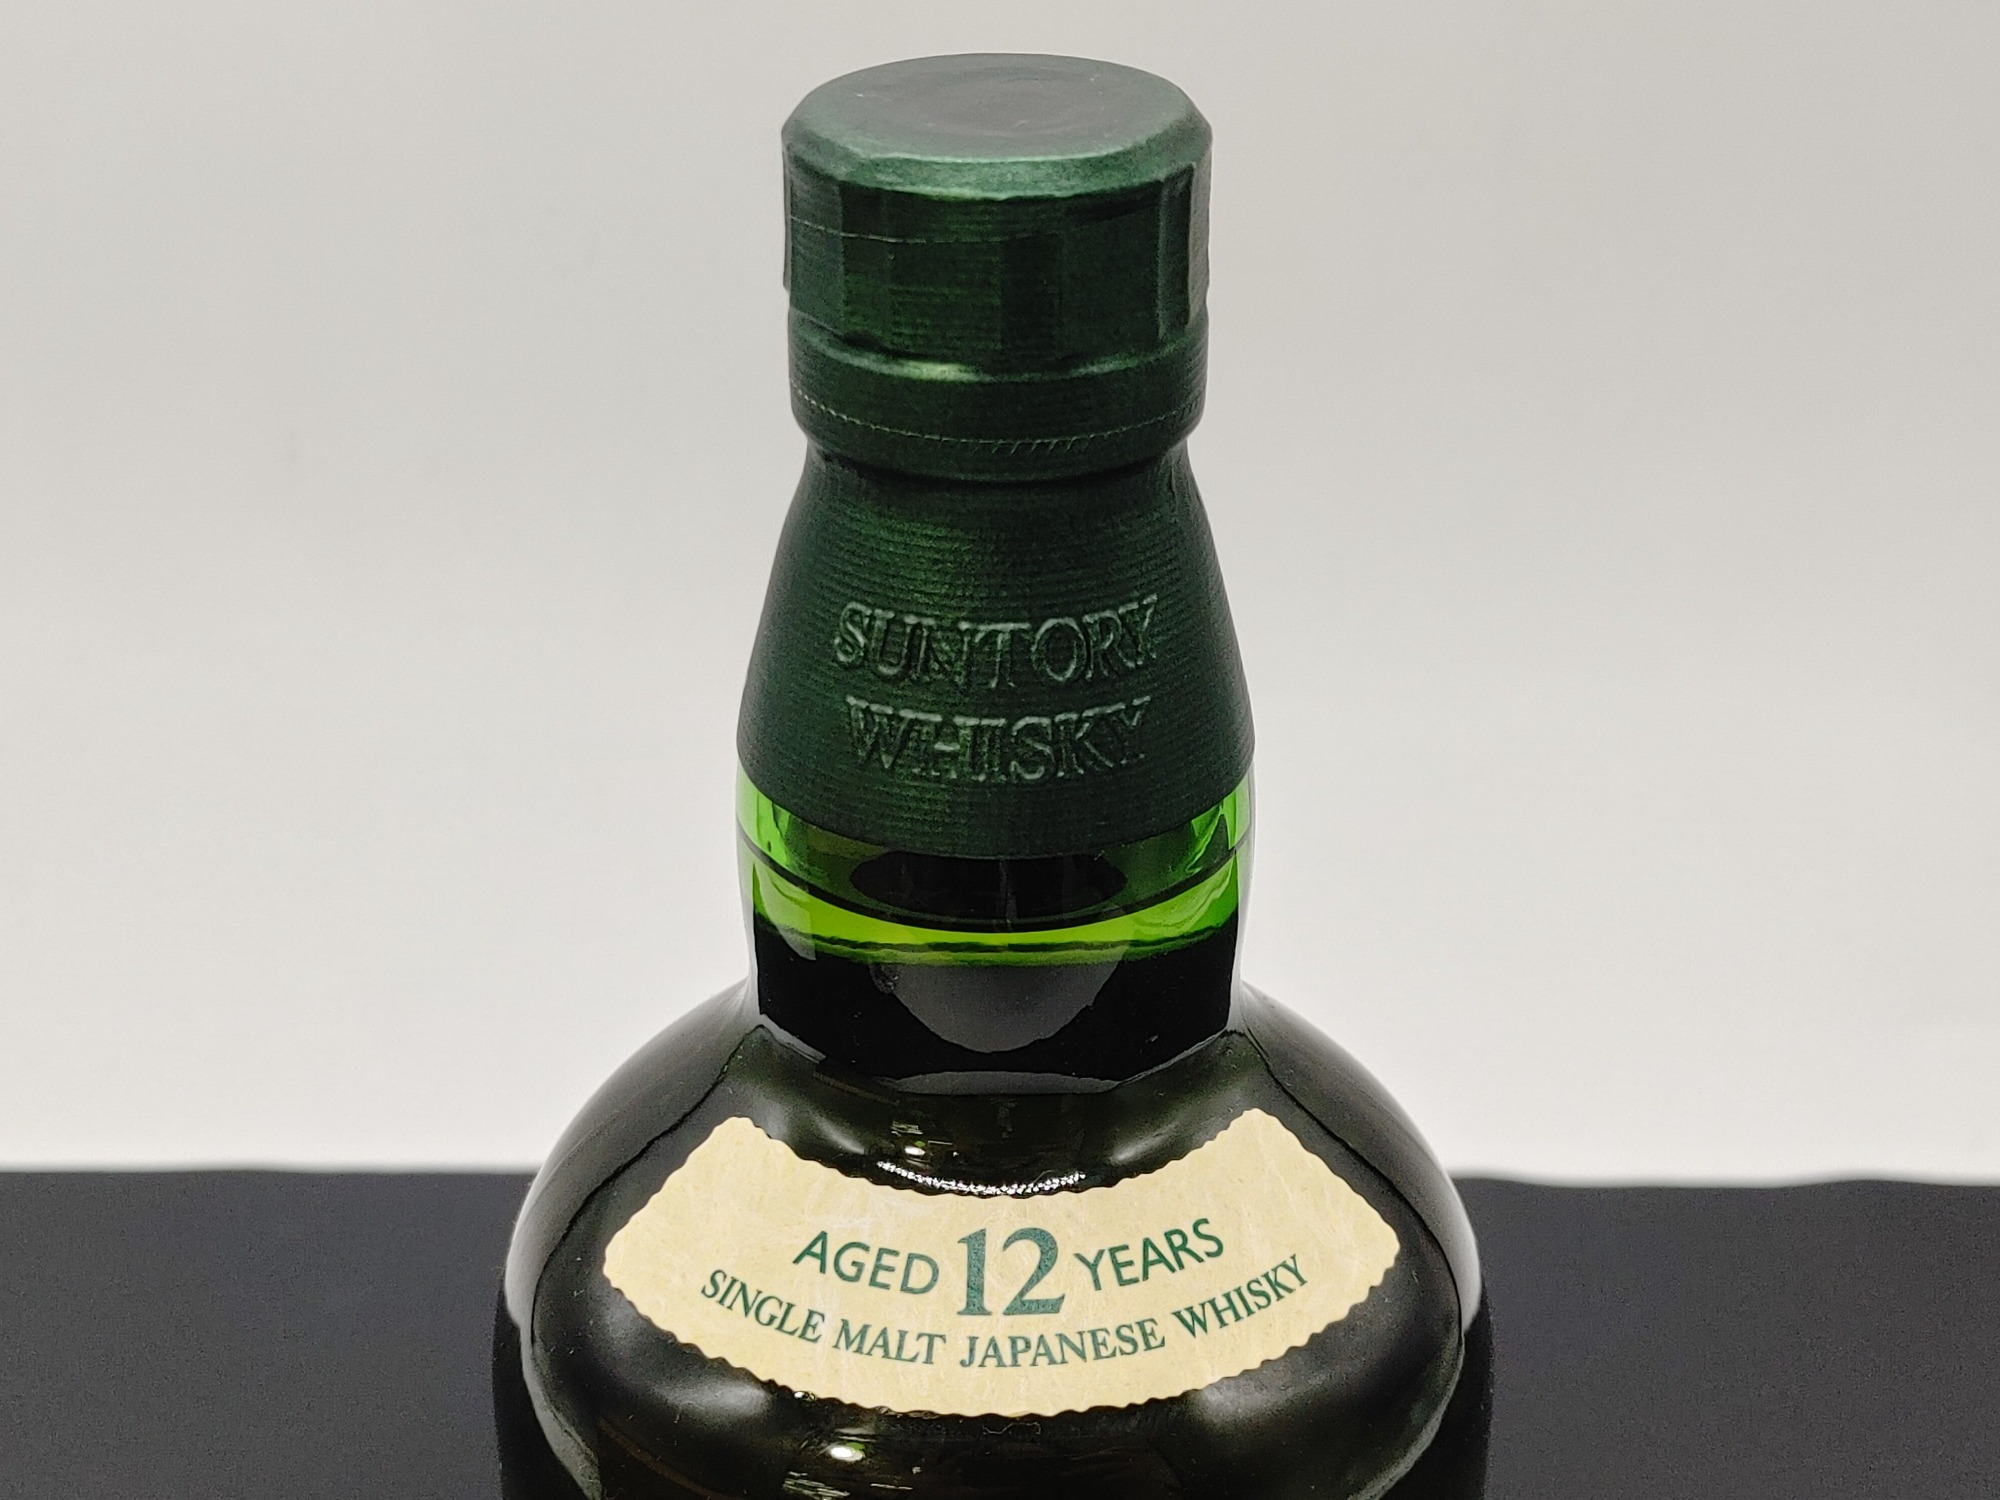 SUNTORY
WHISKY
AGED 12 YEARS
SINGLE MALT JAPANESE WHISKY